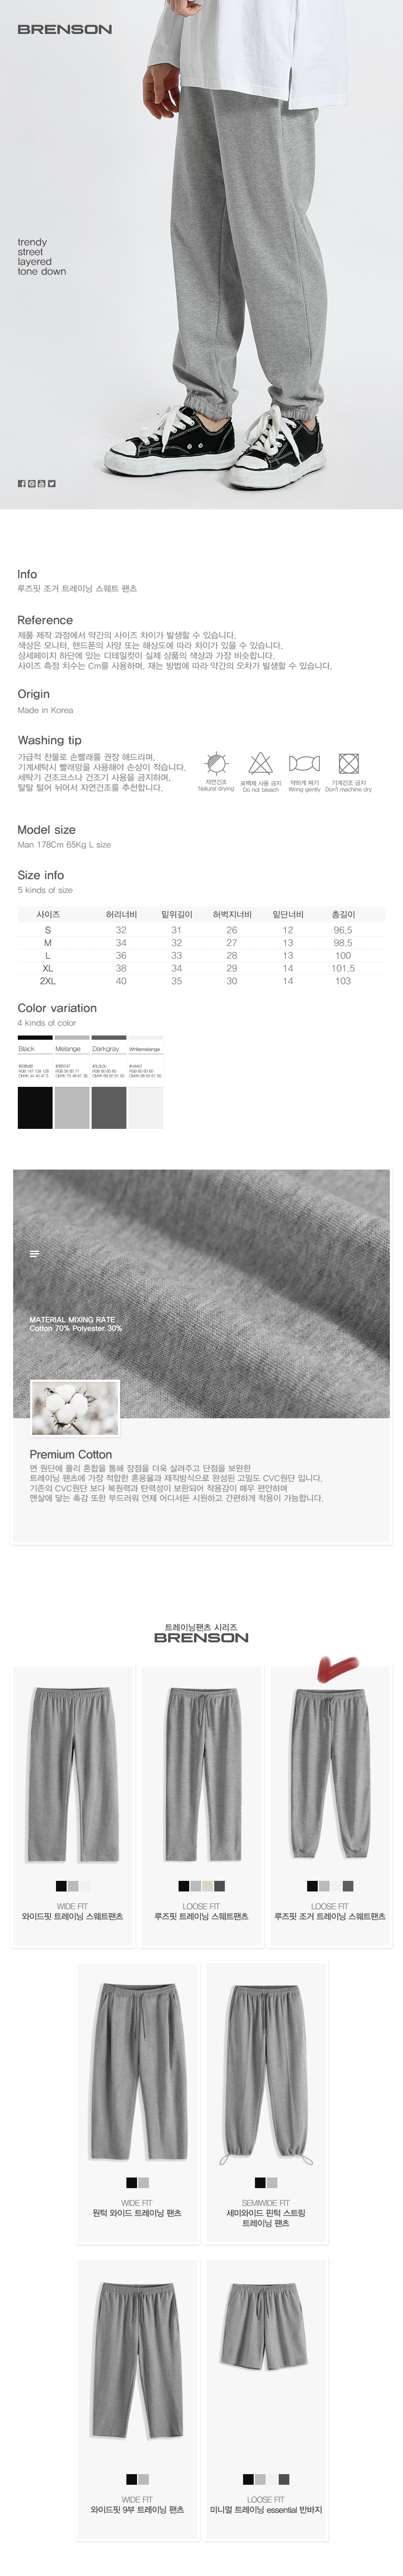 BRENSON
trendy
street
layered
tone down
Info
루즈핏 조거 트레이닝 스웨트 팬츠
Reference
제품 제작 과정에서 약간의 사이즈 차이가 발생할 수 있습니다.
색상은 모니터, 핸드폰의 사양 또는 해상도에 따라 차이가 있을 수 있습니다.
상세페이지 하단에 있는 디테일컷이 실제 상품의 색상과 가장 비슷합니다.
사이즈 측정 치수는 Cm를 사용하며, 재는 방법에 따라 약간의 오차가 발생할 수 있습니다.
Origin
Made in Korea
Washing tip
가급적 찬물로 손빨래를 권장 해드리며,
기계세탁시 빨래망을 사용해야 손상이 적습니다.
세탁기 건조코스나 건조기 사용을 금지하며,
탈탈 털어 뉘어서 자연건조를 추천합니다.
자연건조 표백제 사용 금지 약하게 짜기 기계건조 금지
Natural drying Do not bleach Wring gently Don't machine dry
Model size
Man 178Cm 65Kg L size
Size info
5 kinds of size
사이즈 허리너비 밑위길이 허벅지너비 밑단너비 총길이
S 32 31 26 12 96,5
M 34 32 27 13 98,5
L 36 33 28 13 100
XL 38 34 29 14 101,5
2XL 40 35 30 14 103
Color variation
4 kinds of color
Black Melange Darkgray Whitemelange
MATERIAL MIXING RATE
Cotton 70% Polyester 30%
Premium Cotton
면 원단에 폴리 혼합을 통해 장점을 더욱 살려주고 단점을 보완한
트레이닝 팬츠에 가장 적합한 혼용율과 재직방식으로 완성된 고밀도 CVC원단 입니다.
기존의 CVC원단 보다 복원력과 탄력성이 보완되어 착용감이 매우 편안하며
맨살에 닿는 촉감 또한 부드러워 언제 어디서든 시원하고 간편하게 착용이 가능합니다.
트레이닝팬츠 시리즈
BRENSON
WIDE FIT
와이드핏 트레이닝 스웨트팬츠
LOOSE FIT
루즈핏 트레이닝 스웨트팬츠
LOOSE FIT
루즈핏 조거 트레이닝 스웨트팬츠
WIDE FIT
원턱 와이드 트레이닝 팬츠
SEMIWIDE FIT
세미와이드 핀턱 스트링
트레이닝 팬츠
WIDE FIT
와이드핏 9부 트레이닝 팬츠
LOOSE FIT
미니멀 트레이닝 essential 반바지